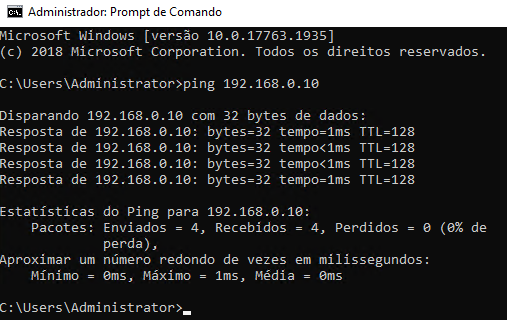 Administrador: Prompt de Comando
Microsoft Windows [versão 10.0.17763.1935]
(c) 2018 Microsoft Corporation. Todos os direitos reservados.
C:\Users\Administrator>ping 192.168.0.10
Disparando 192.168.0.10 com 32 bytes de dados:
Resposta de 192.168.0.10: bytes=32 tempo=1ms TTL=128
Resposta de 192.168.0.10: bytes=32 tempo<1ms TTL=128
Resposta de 192.168.0.10: bytes=32 tempo<1ms TTL=128
Resposta de 192.168.0.10: bytes=32 tempo=1ms TTL=128
Estatísticas do Ping para 192.168.0.10:
Pacotes: Enviados = 4, Recebidos = 4, Perdidos = 0 (0% de
perda),
Aproximar um número redondo de vezes em milissegundos:
Mínimo = 0ms, Máximo = 1ms, Média = 0ms
C:\Users\Administrator>